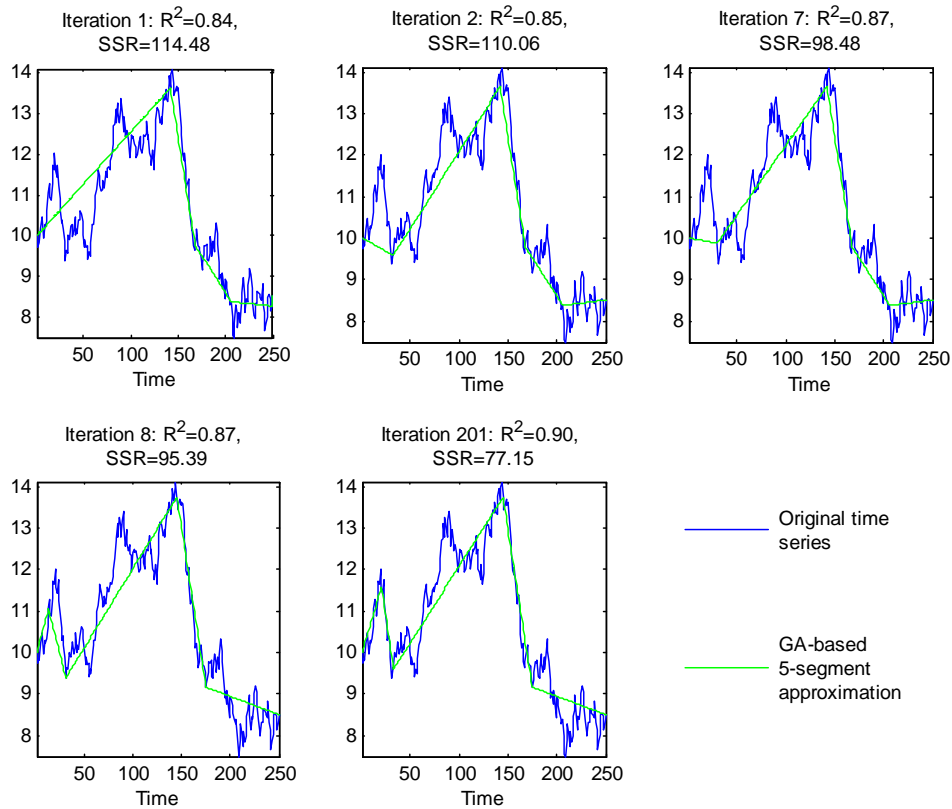 Iteration 1: R²=0.84,
SSR=114.48
Iteration 2: R²=0.85,
SSR=110.06
Iteration 7: R²=0.87,
SSR=98.48
14
13
12
11
10
9
8
50 100 150 200 250
Time
14
13
12
11
10
9
8
50 100 150 200 250
Time
14
13
12
11
10
9
8
50 100 150 200 250
Time
Iteration 8: R²=0.87,
SSR=95.39
Iteration 201: R²=0.90,
SSR=77.15
14
13
12
11
10
9
8
50 100 150 200 250
Time
14
13
12
11
10
9
8
50 100 150 200 250
Time
Original time
series
GA-based
5-segment
approximation